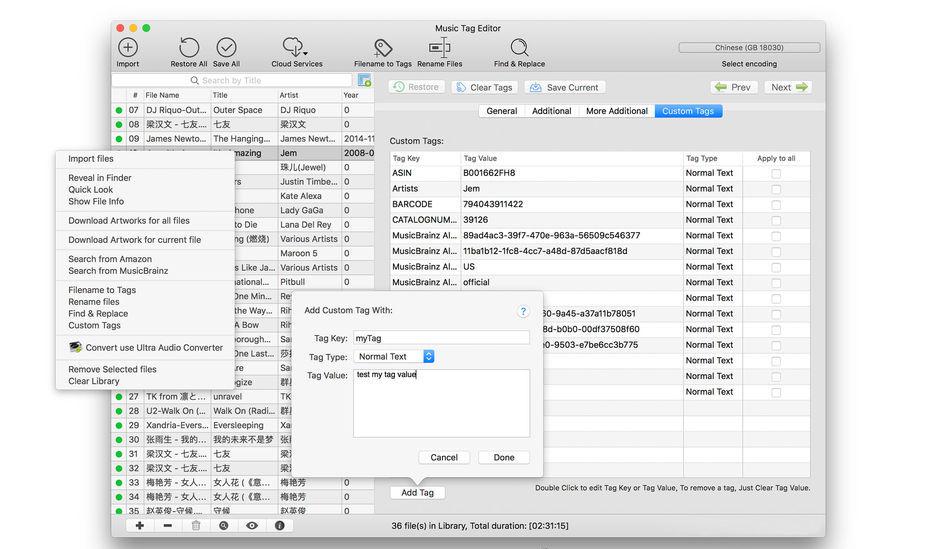 Music Tag Editor
Import
Restore All
Save All
Cloud Services
Filename to Tags
Rename Files
Find & Replace
Chinese (GB 18030)
Select encoding
Search by Title
Restore
Clear Tags
Save Current
Prev
Next
General
Additional
More Additional
Custom Tags
# File Name Title Artist Year
07 DJ Riquo-Out... Outer Space DJ Riquo 0
08 梁汉文 - 七友... 七友 梁汉文 0
09 James Newto... The Hanging... James Newt... 2014-11
mazing Jem 2008-0
珠儿(Jewel) 0
rs Justin Timbe... 0
Kate Alexa 0
hone Lady GaGa 0
to Die Lana Del Rey 0
ng (燃烧) Various Artists 0
Maroon 5 0
s Like Ja... Various Artists 0
rnational Pitbull 0
One Min... Re
the Way... Rih
A Bow Rih
borough... Sar
One Last...
are Sa
ogize 群星
27 TK from 凛と... unravel TK
28 U2-Walk On (... Walk On (Radi... 群星
29 Xandria-Evers... Eversleeping Xa
30 张雨生 - 我的... 我的未来不是梦 张
31 梁汉文 - 七友... 七友 梁
32 梁汉文 - 七友... 七友 梁
33 梅艳芳 - 女人... 女人花 (《意... 梅艳芳 0
34 梅艳芳 - 女人... 女人花 (《意... 梅艳芳 0
35 赵英俊-守候... 守候 赵英俊 0
Import files
Reveal in Finder
Quick Look
Show File Info
Download Artworks for all files
Download Artwork for current file
Search from Amazon
Search from MusicBrainz
Filename to Tags
Rename files
Find & Replace
Custom Tags
Convert use Ultra Audio Converter
Remove Selected files
Clear Library
Custom Tags:
Tag Key Tag Value Tag Type Apply to all
ASIN B001662FH8 Normal Text
Artists Jem Normal Text
BARCODE 794043911422 Normal Text
CATALOGNUM... 39126 Normal Text
MusicBrainz Al... 89ad4ac3-39f7-470e-963a-56509c546377 Normal Text
MusicBrainz Al... 11ba1b12-1fc8-4cc7-a48d-87d5aacf818d Normal Text
MusicBrainz Al... US Normal Text
MusicBrainz Al... official Normal Text
Normal Text
60-9a45-a37a11b78051 Normal Text
8d-b0b0-00df37508f60 Normal Text
e0-9503-e7be6cc3b775 Normal Text
Normal Text
Normal Text
Normal Text
Add Custom Tag With:
?
Tag Key: myTag
Tag Type: Normal Text
Tag Value: test my tag value
Cancel
Done
Add Tag
Double Click to edit Tag Key or Tag Value, To remove a tag, Just Clear Tag Value.
36 file(s) in Library, Total duration: [02:31:15]